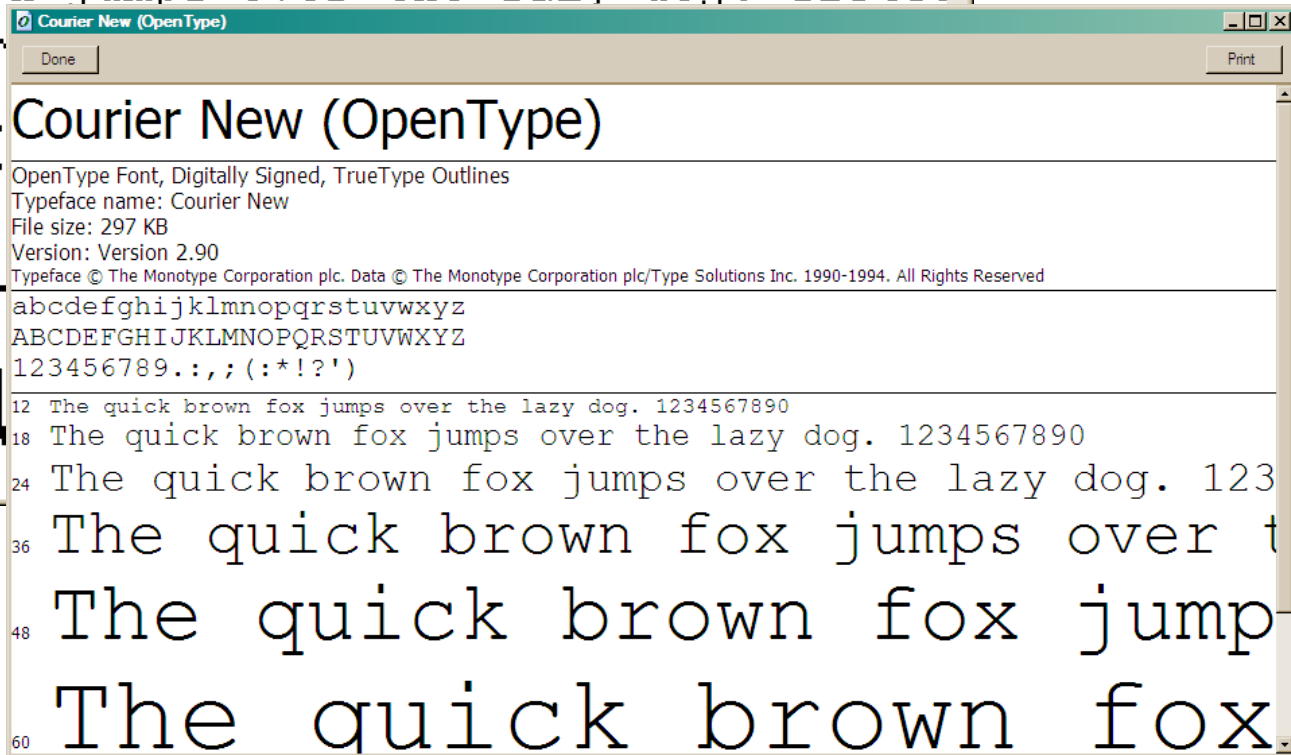 Courier New (OpenType)
Done
Print
Courier New (OpenType)
OpenType Font, Digitally Signed, TrueType Outlines
Typeface name: Courier New
File size: 297 KB
Version: Version 2.90
Typeface © The Monotype Corporation plc. Data © The Monotype Corporation plc/Type Solutions Inc. 1990-1994. All Rights Reserved
abcdefghijklmnopqrstuvwxyz
ABCDEFGHIJKLMNOPQRSTUVWXYZ
123456789.:,;(:*!?')
12 The quick brown fox jumps over the lazy dog. 1234567890
18 The quick brown fox jumps over the lazy dog. 1234567890
24 The quick brown fox jumps over the lazy dog. 123
36 The quick brown fox jumps over t
48 The quick brown fox jump
60 The quick brown fox